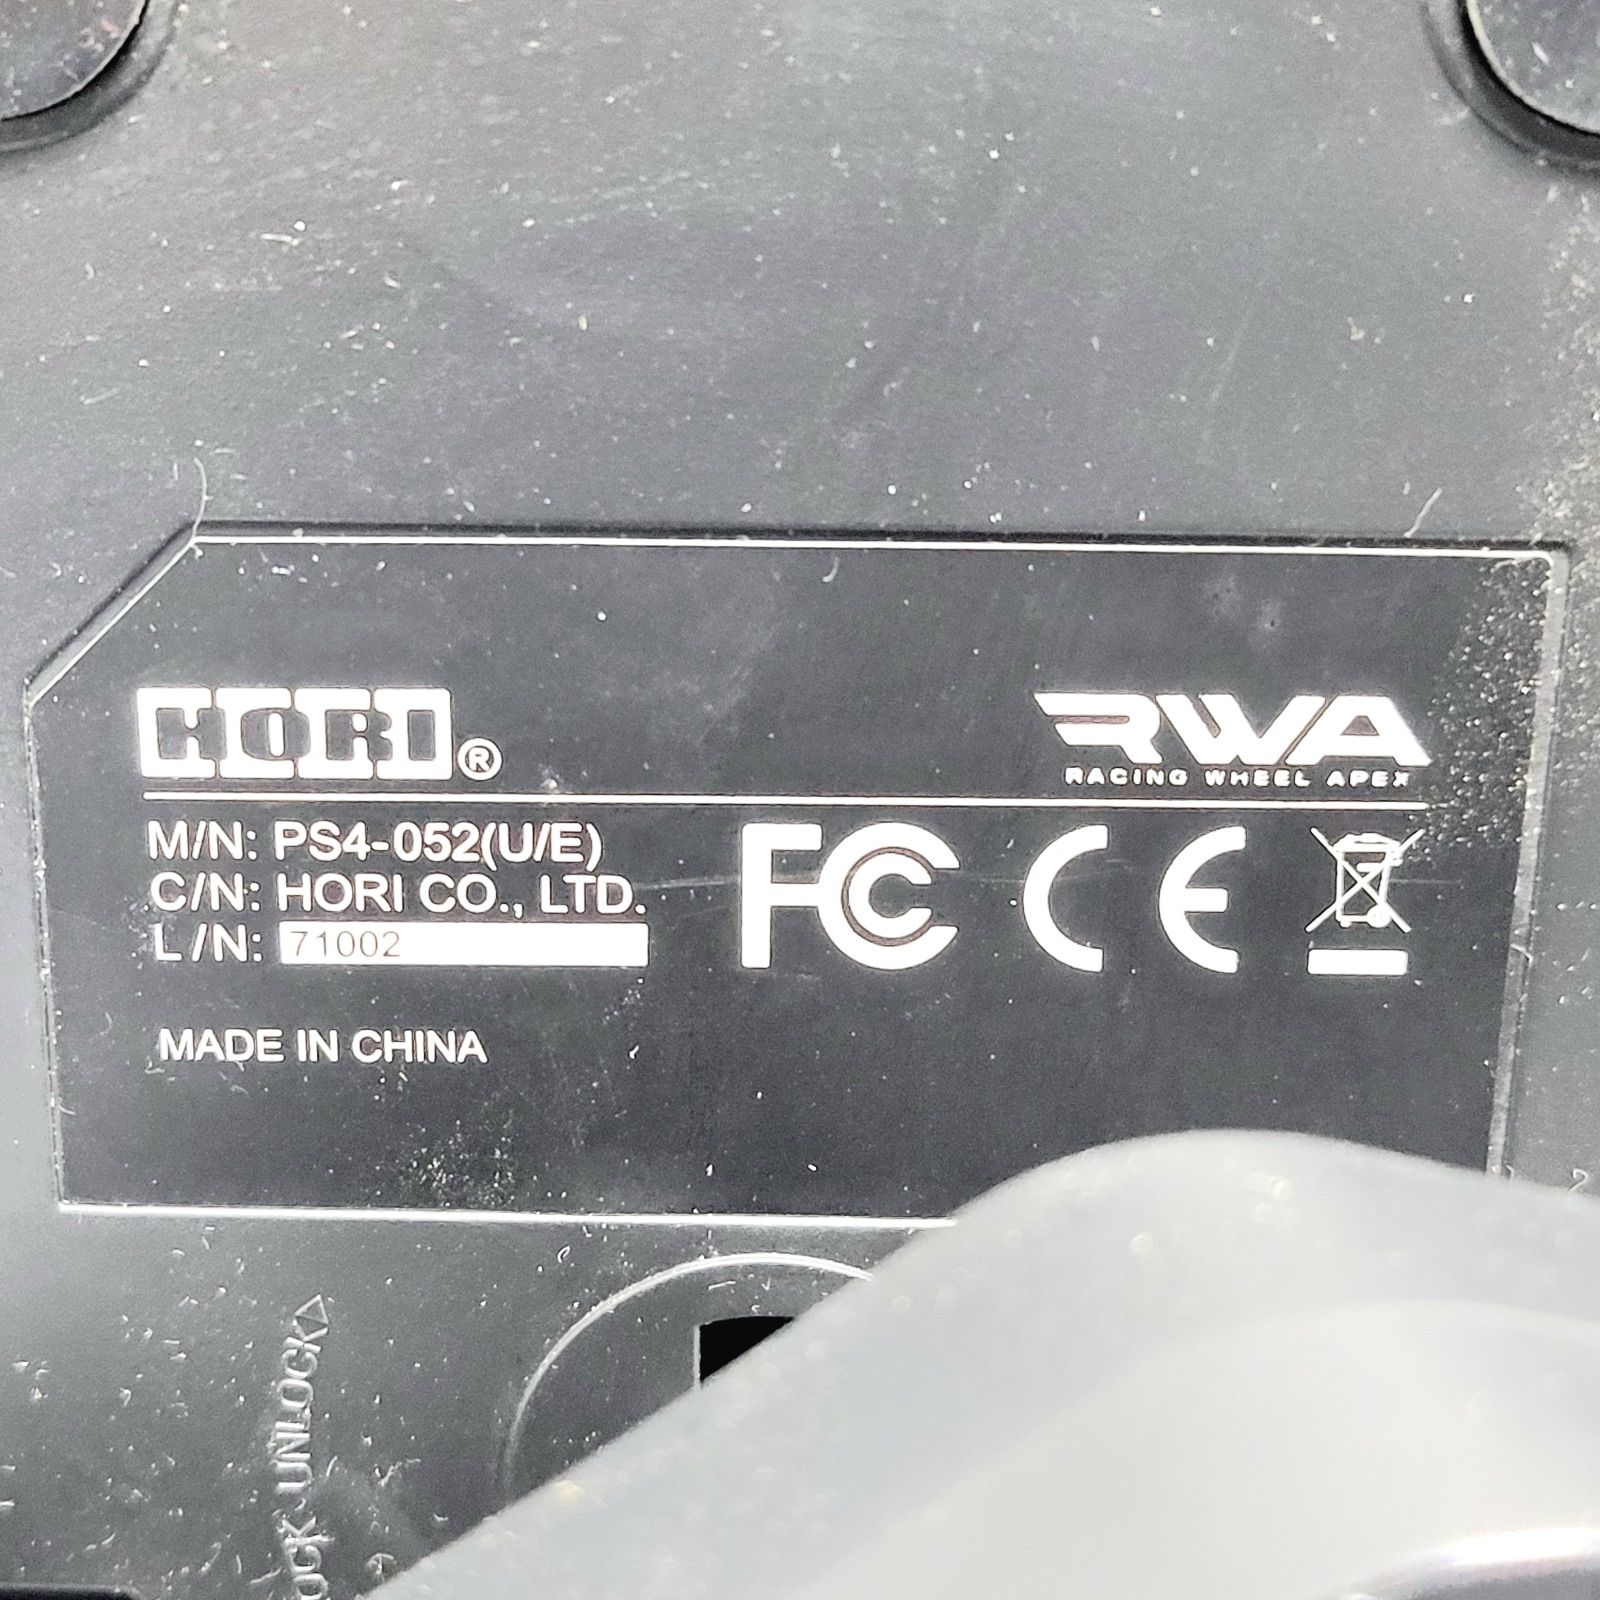 HORI®
RWA
RACING WHEEL APEX
M/N: PS4-052(U/E)
C/N: HORI CO., LTD.
L/N: 71002
FC CE
MADE IN CHINA
UNLOCK